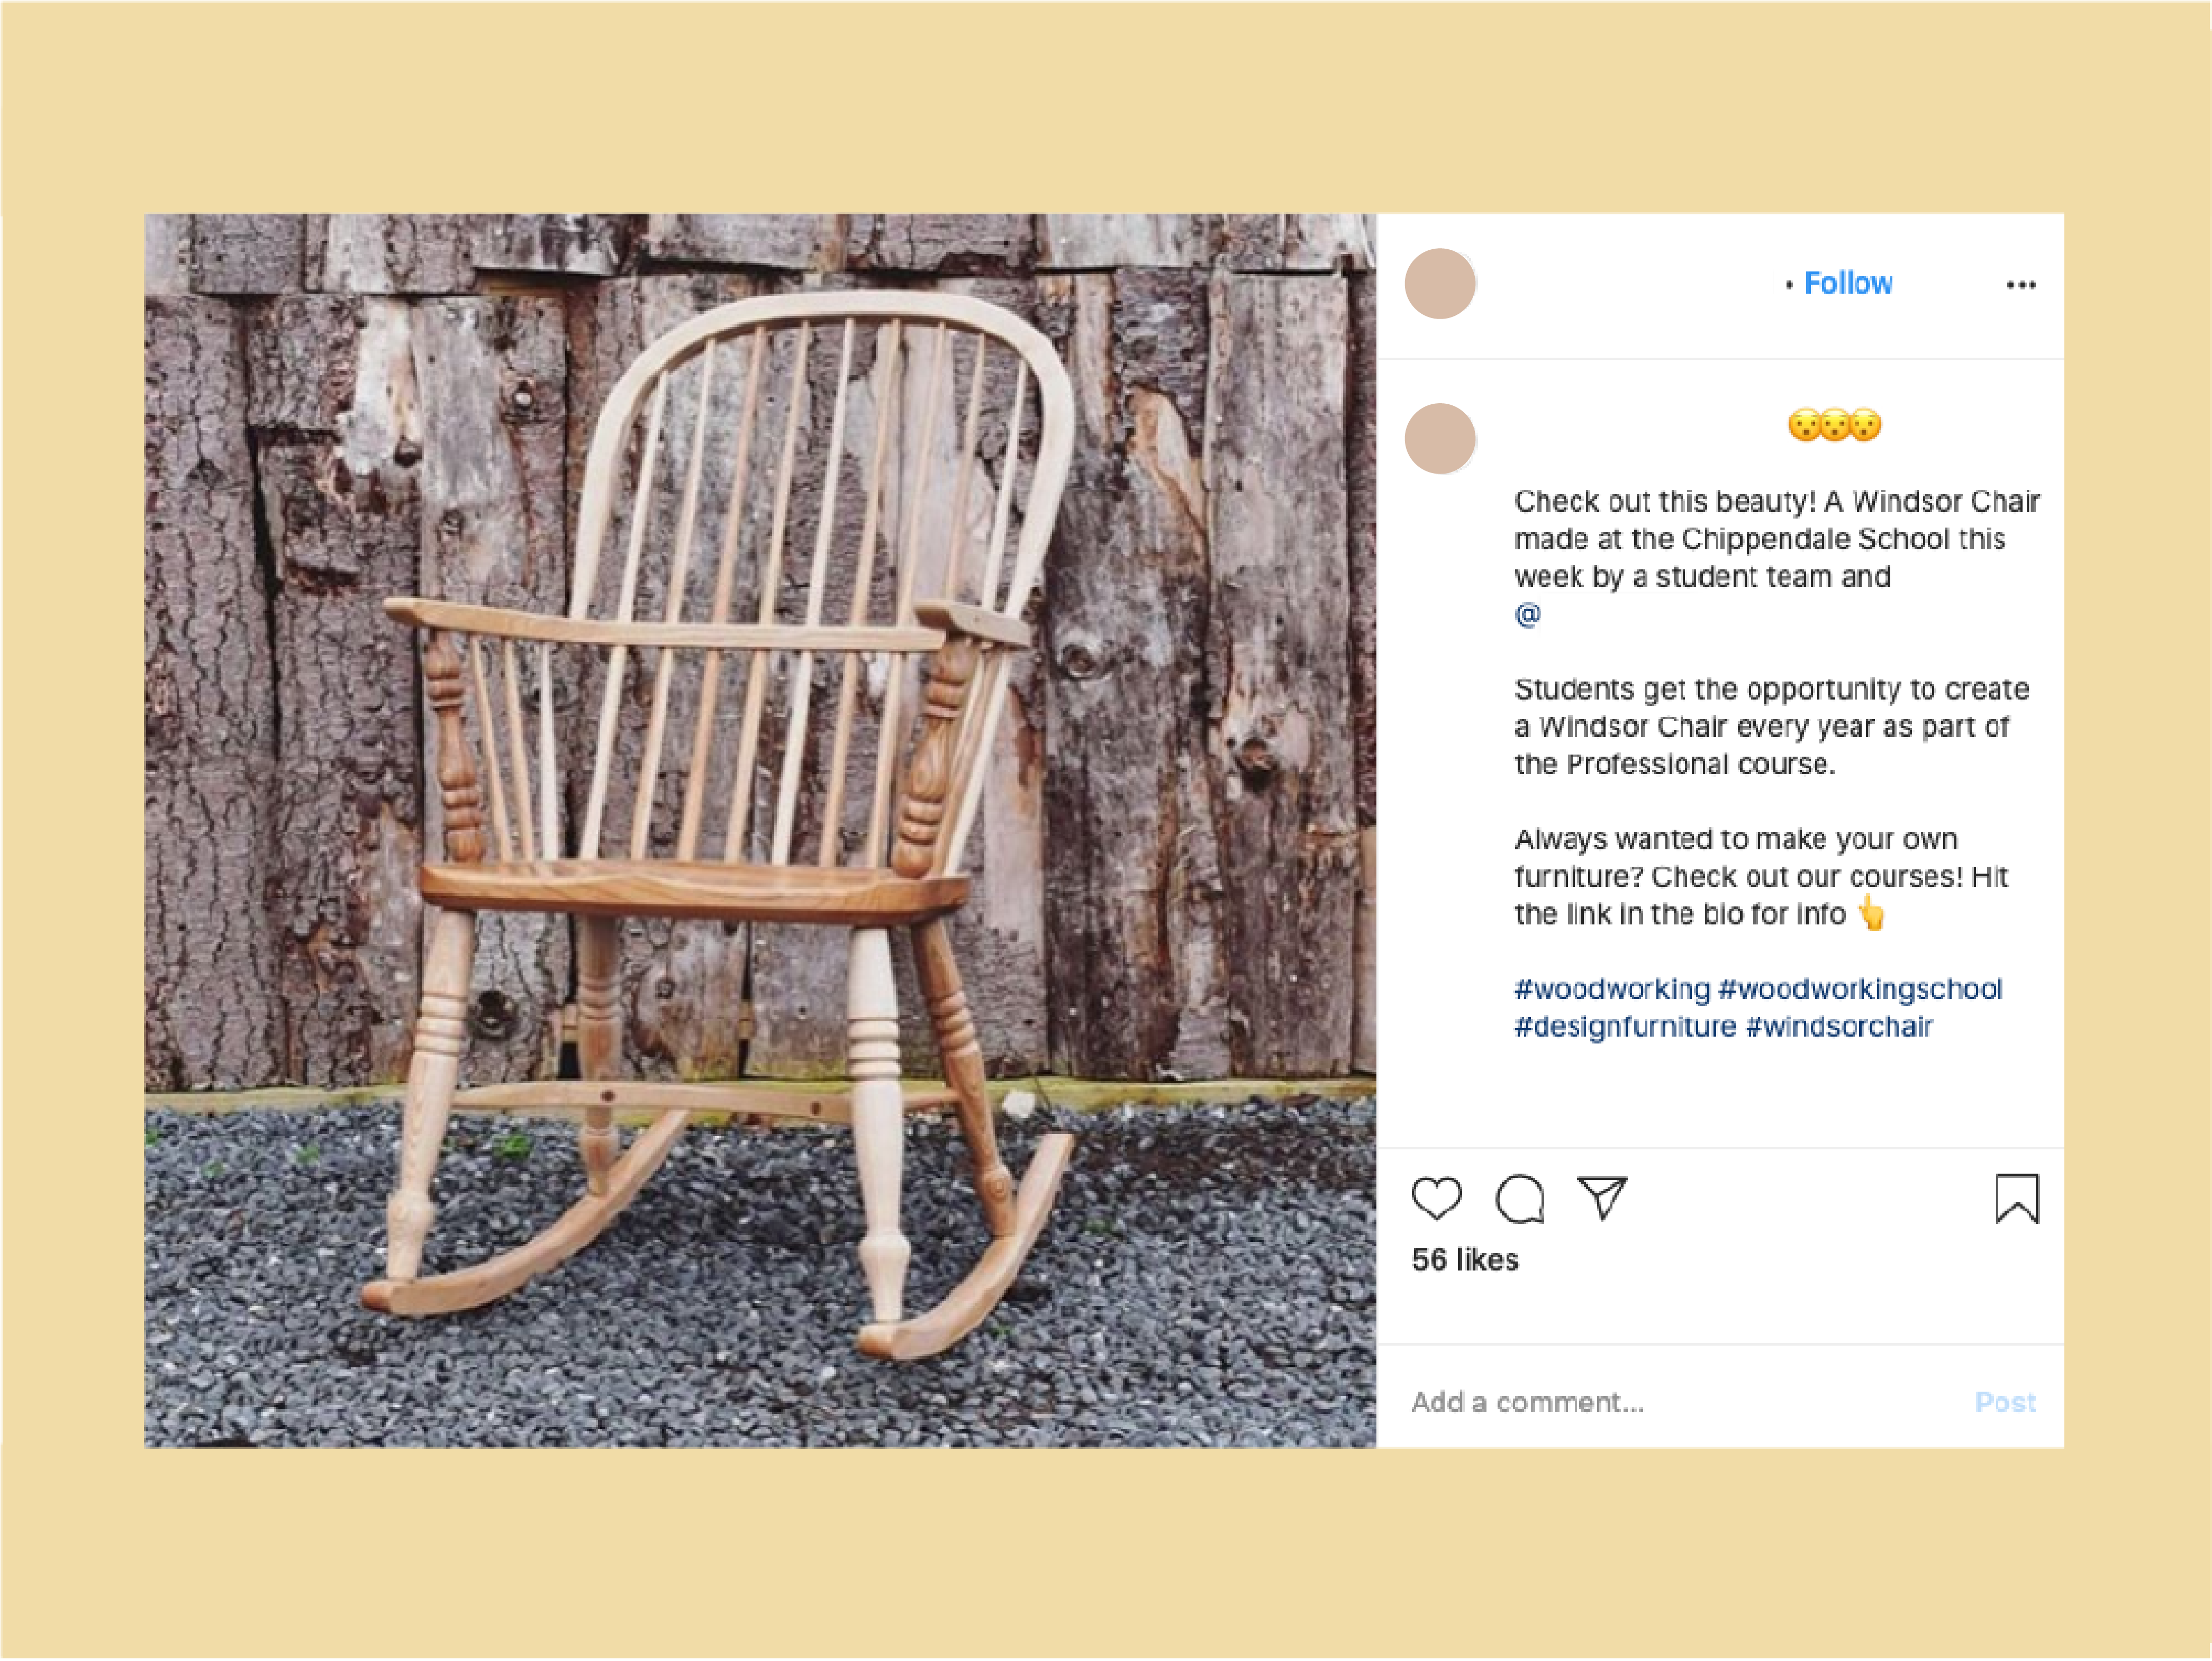 • Follow
😯😯😯
Check out this beauty! A Windsor Chair
made at the Chippendale School this
week by a student team and
@
Students get the opportunity to create
a Windsor Chair every year as part of
the Professional course.
Always wanted to make your own
furniture? Check out our courses! Hit
the link in the bio for info 👆
#woodworking #woodworkingschool
#designfurniture #windsorchair
56 likes
Add a comment...
Post